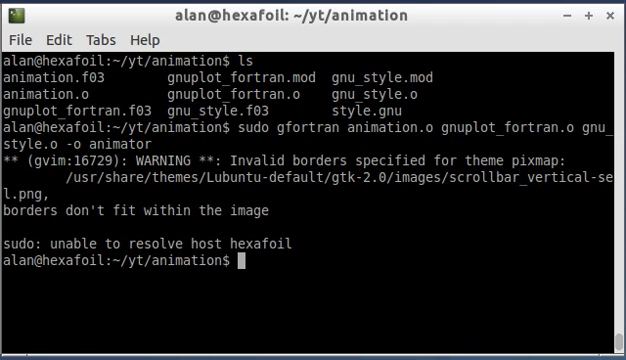 alan@hexafoil: ~/yt/animation
File Edit Tabs Help
alan@hexafoil:~/yt/animation$ ls
animation.f03 gnuplot_fortran.mod gnu_style.mod
animation.o gnuplot_fortran.o gnu_style.o
gnuplot_fortran.f03 gnu_style.f03 style.gnu
alan@hexafoil:~/yt/animation$ sudo gfortran animation.o gnuplot_fortran.o gnu_
style.o -o animator
** (gvim:16729): WARNING **: Invalid borders specified for theme pixmap:
/usr/share/themes/Lubuntu-default/gtk-2.0/images/scrollbar_vertical-se
l.png,
borders don't fit within the image
sudo: unable to resolve host hexafoil
alan@hexafoil:~/yt/animation$